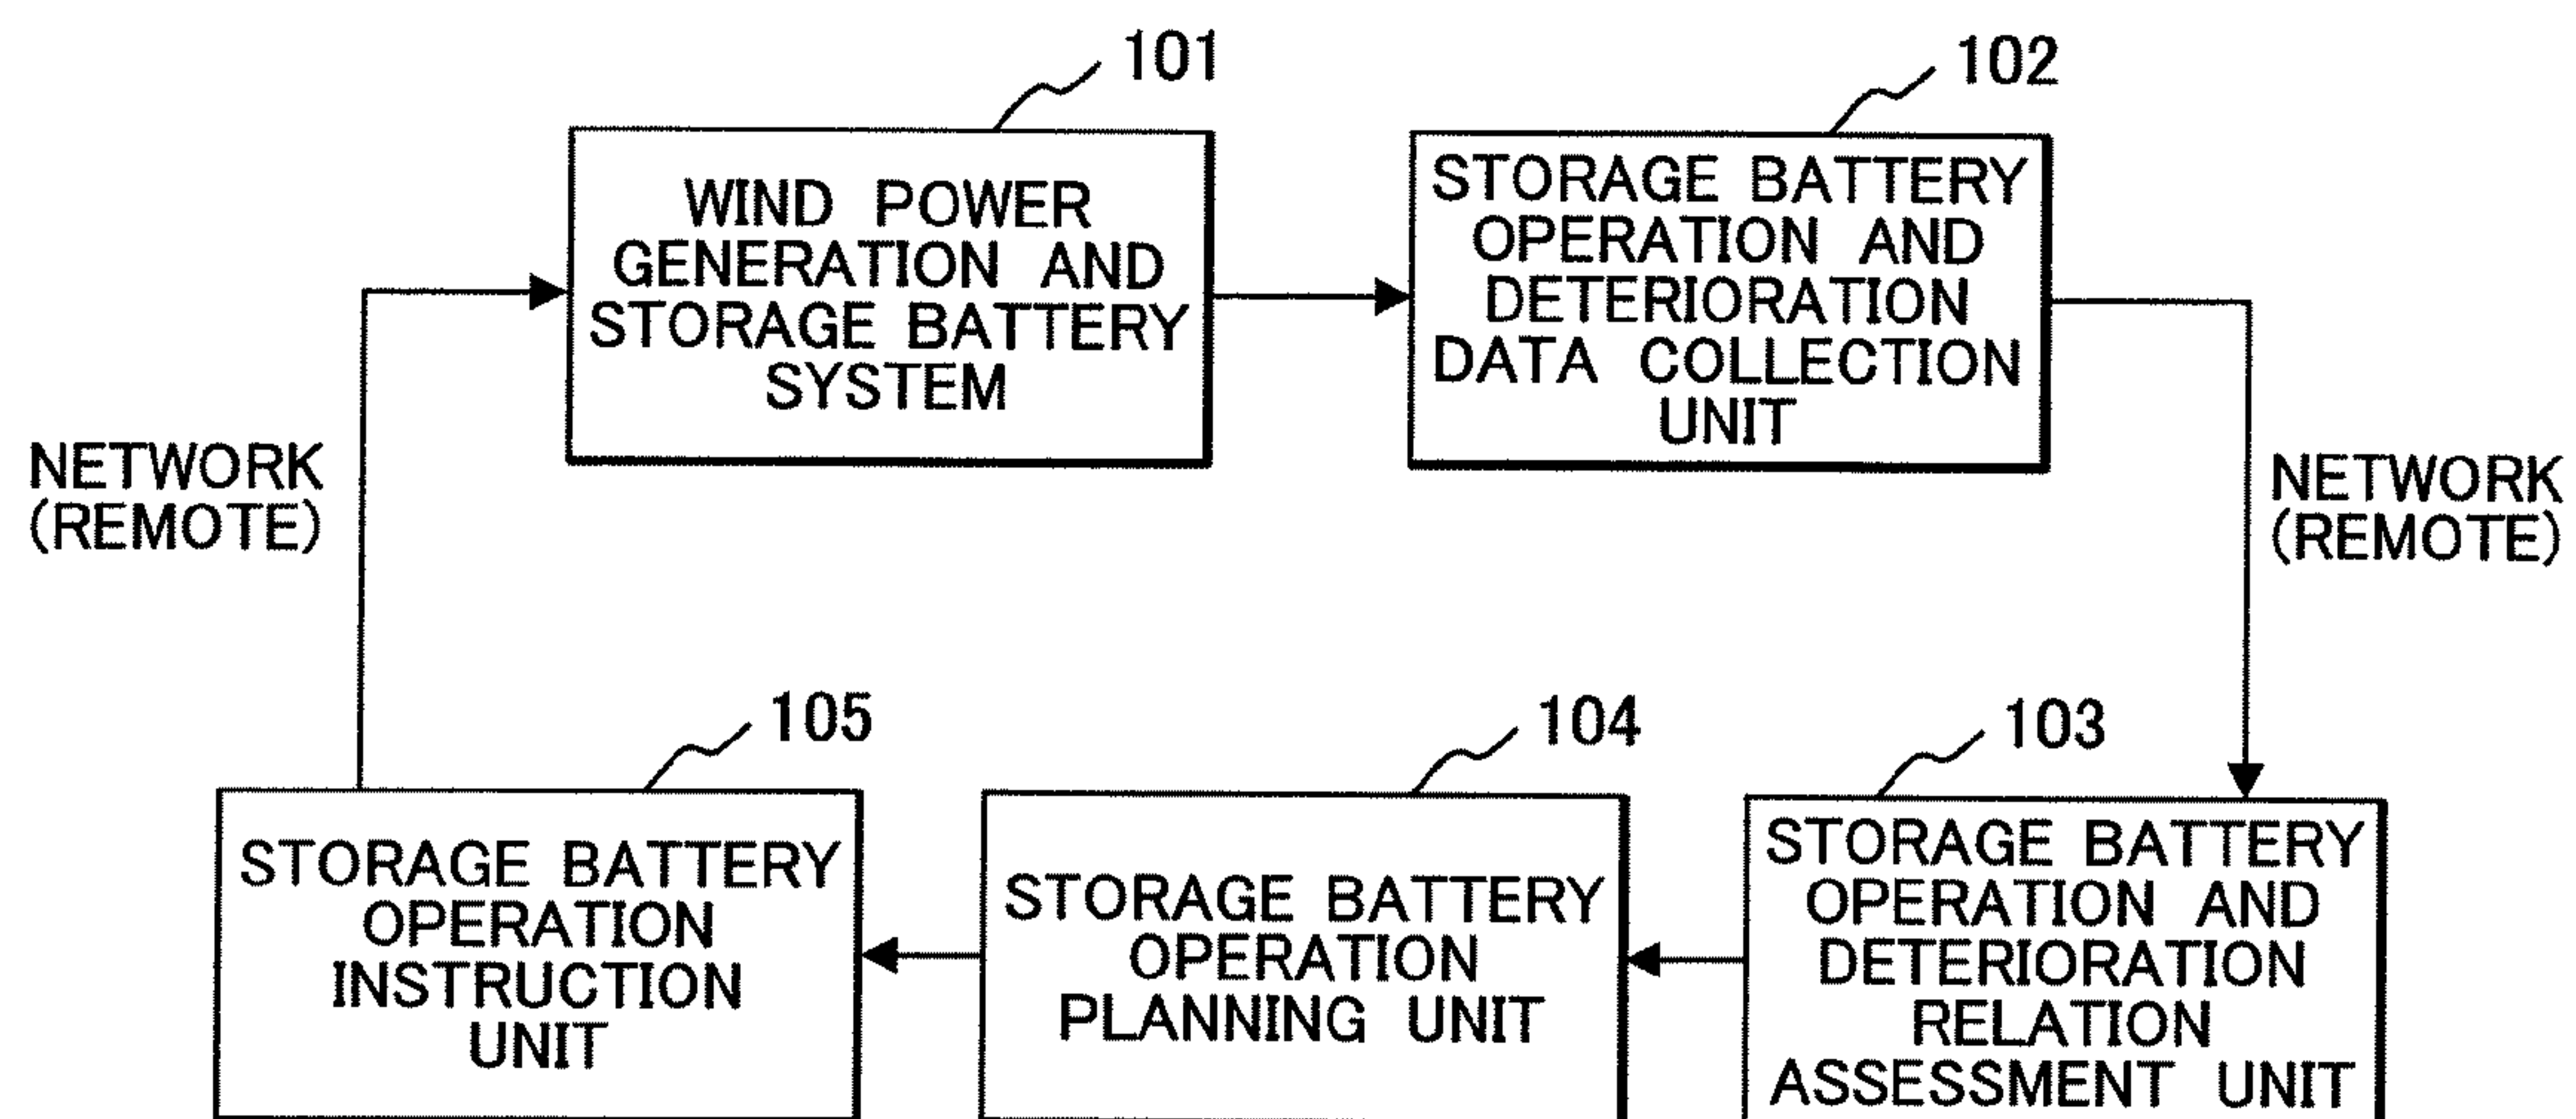 101
WIND POWER
GENERATION AND
STORAGE BATTERY
SYSTEM
102
STORAGE BATTERY
OPERATION AND
DETERIORATION
DATA COLLECTION
UNIT
NETWORK
(REMOTE)
NETWORK
(REMOTE)
105
STORAGE BATTERY
OPERATION
INSTRUCTION
UNIT
104
STORAGE BATTERY
OPERATION
PLANNING UNIT
103
STORAGE BATTERY
OPERATION AND
DETERIORATION
RELATION
ASSESSMENT UNIT